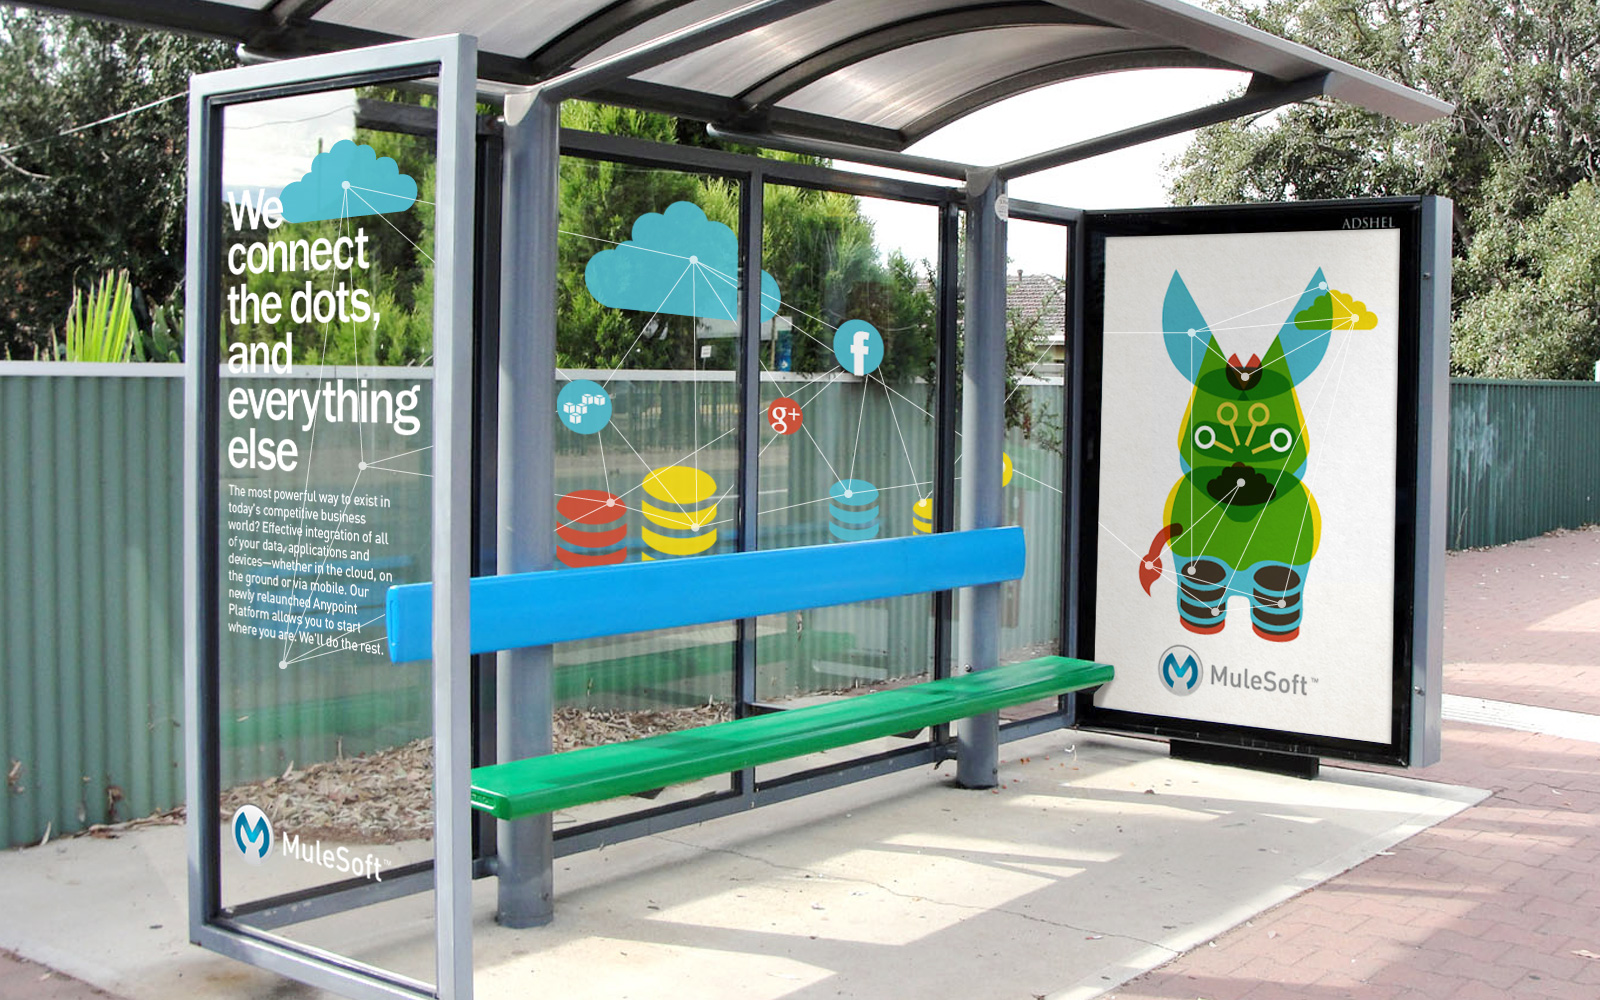 We
connect
the dots,
and
everything
else
The most powerful way to exist in
today's competitive business
world? Effective integration of all
of your data, applications and
devices—whether in the cloud, on
the ground or via mobile. Our
newly relaunched Anypoint
Platform allows you to start
where you are. We'll do the rest.
MuleSoft™
f
g+
ADSHEL
MuleSoft™